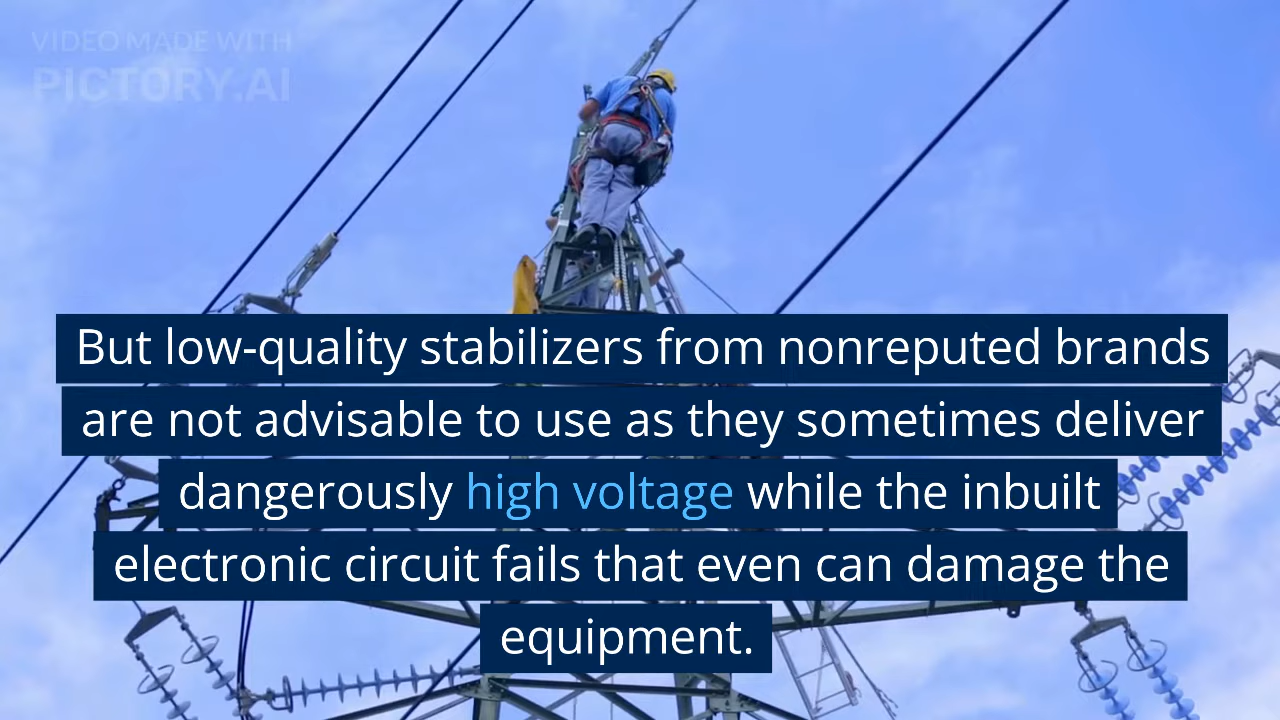 VIDEO MADE WITH
PICTORY.AI
But low-quality stabilizers from nonreputed brands
are not advisable to use as they sometimes deliver
dangerously high voltage while the inbuilt
electronic circuit fails that even can damage the
equipment.